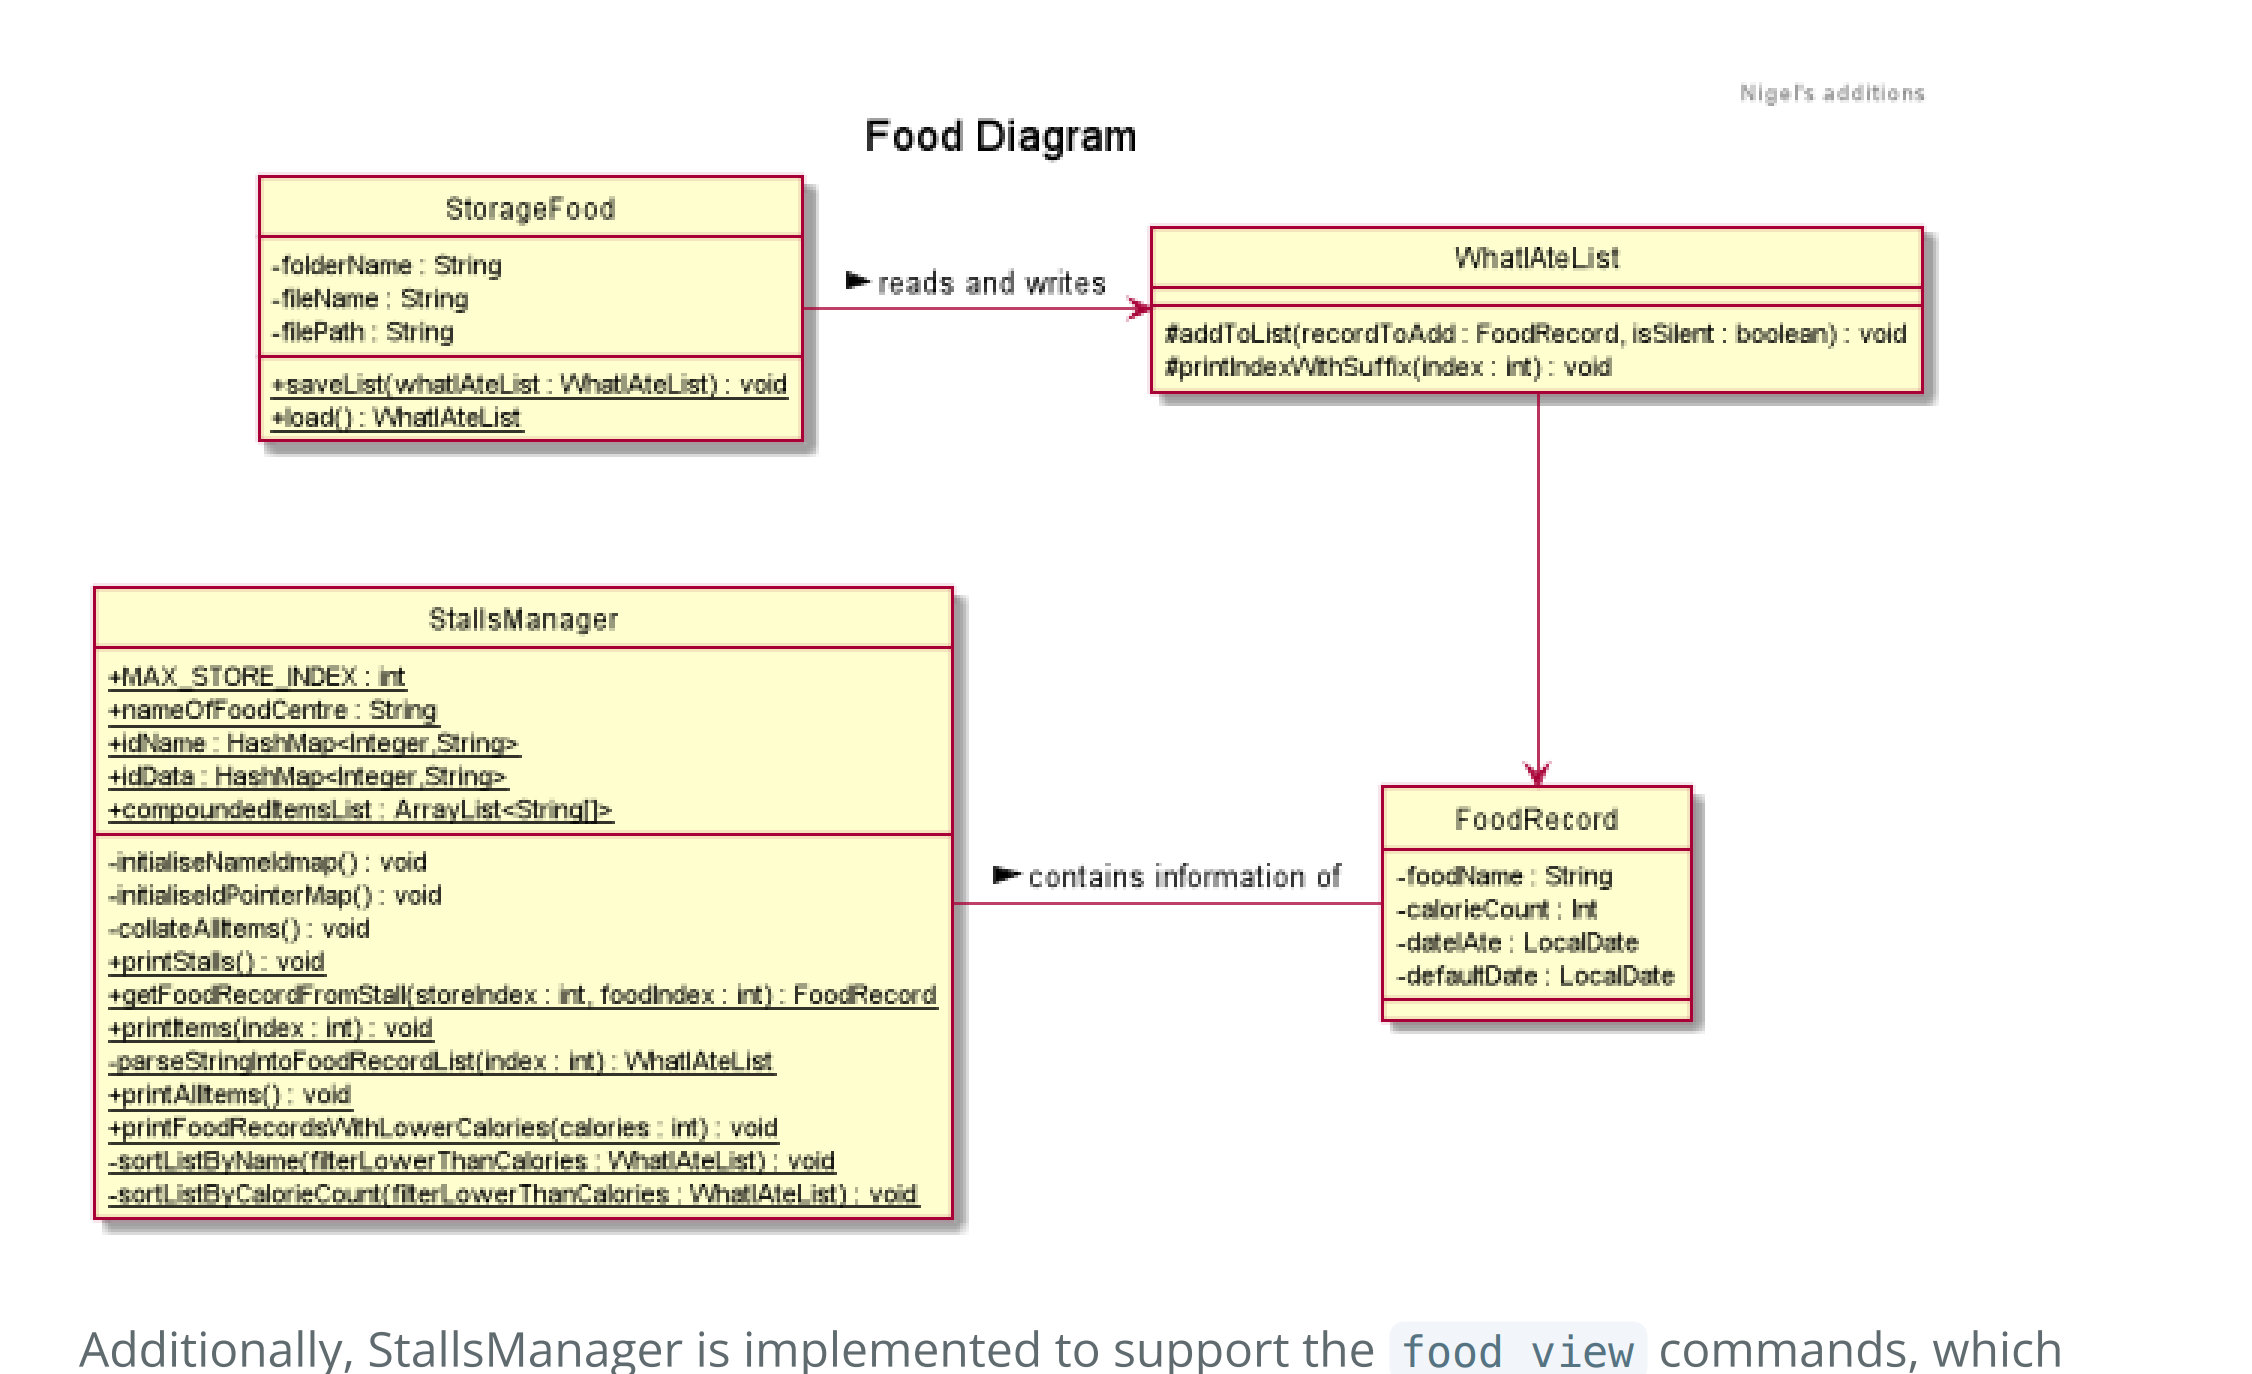 Nigel's additions
Food Diagram
StorageFood
-folderName : String
-fileName : String
-filePath : String
+saveList(whatIAteList : WhatIAteList) : void
+load() : WhatIAteList
reads and writes
WhatIAteList
#addToList(recordToAdd : FoodRecord, isSilent : boolean) : void
#printIndexWithSuffix(index : int) : void
StallsManager
+MAX_STORE_INDEX : int
+nameOfFoodCentre : String
+idName : HashMap<Integer,String>
+idData : HashMap<Integer,String>
+compoundedItemsList : ArrayList<String[]>
-initialiseNameIdmap() : void
-initialiseIdPointerMap() : void
-collateAllItems() : void
+printStalls() : void
+getFoodRecordFromStall(storeIndex : int, foodIndex : int) : FoodRecord
+printItems(index : int) : void
-parseStringIntoFoodRecordList(index : int) : WhatIAteList
+printAllItems() : void
+printFoodRecordsWithLowerCalories(calories : int) : void
-sortListByName(filterLowerThanCalories : WhatIAteList) : void
-sortListByCalorieCount(filterLowerThanCalories : WhatIAteList) : void
contains information of
FoodRecord
-foodName : String
-calorieCount : Int
-dateIAte : LocalDate
-defaultDate : LocalDate
Additionally, StallsManager is implemented to support the food view commands, which